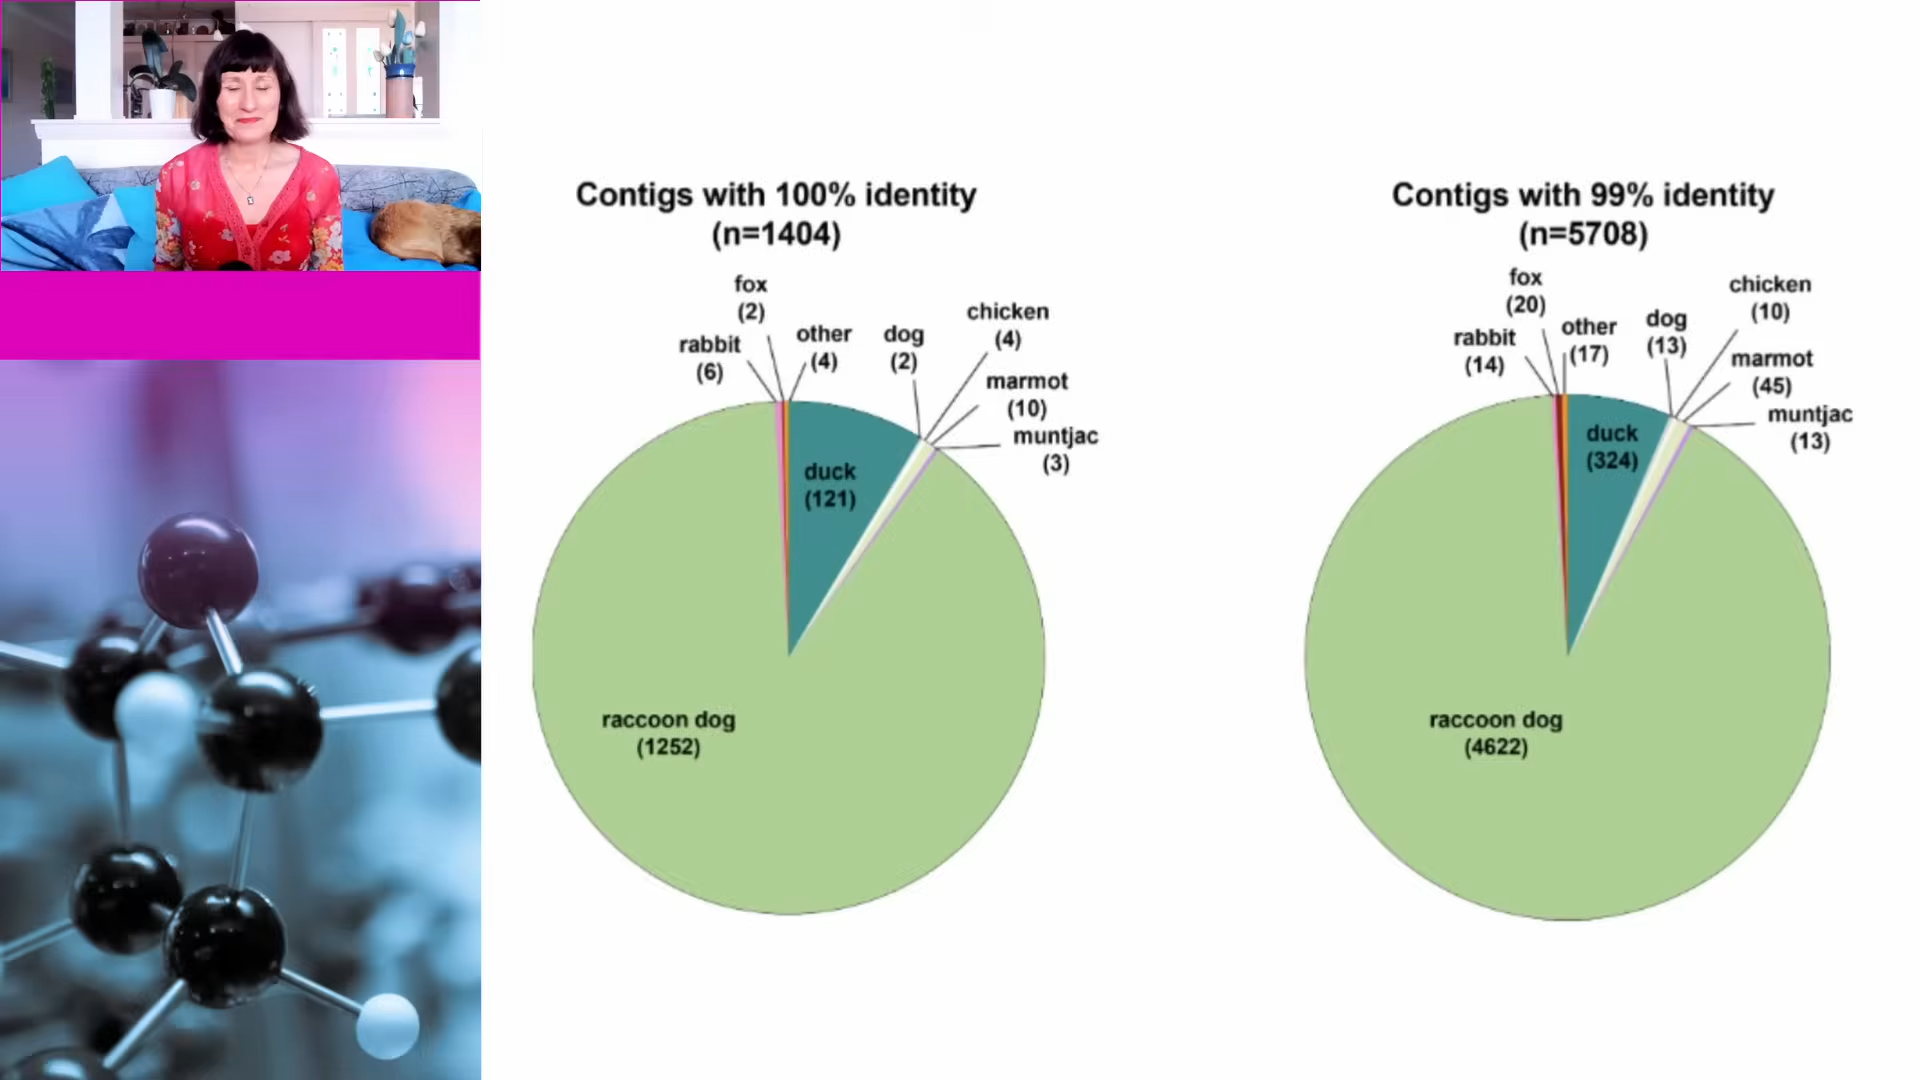 Contigs with 100% identity
(n=1404)
fox
(2)
rabbit
(6)
other
(4)
dog
(2)
chicken
(4)
marmot
(10)
muntjac
(3)
duck
(121)
raccoon dog
(1252)
Contigs with 99% identity
(n=5708)
fox
(20)
rabbit
(14)
other
(17)
dog
(13)
chicken
(10)
marmot
(45)
muntjac
(13)
duck
(324)
raccoon dog
(4622)